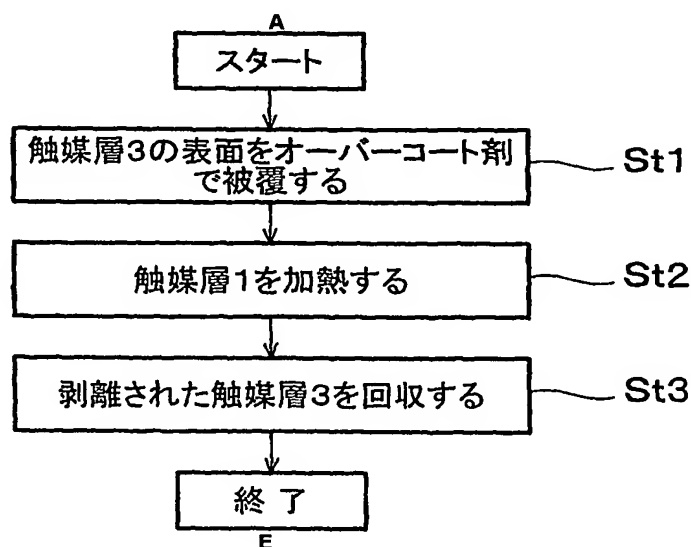 A
スタート
触媒層3の表面をオーバーコート剤
で被覆する
St1
触媒層1を加熱する
St2
剥離された触媒層3を回収する
St3
終了
E